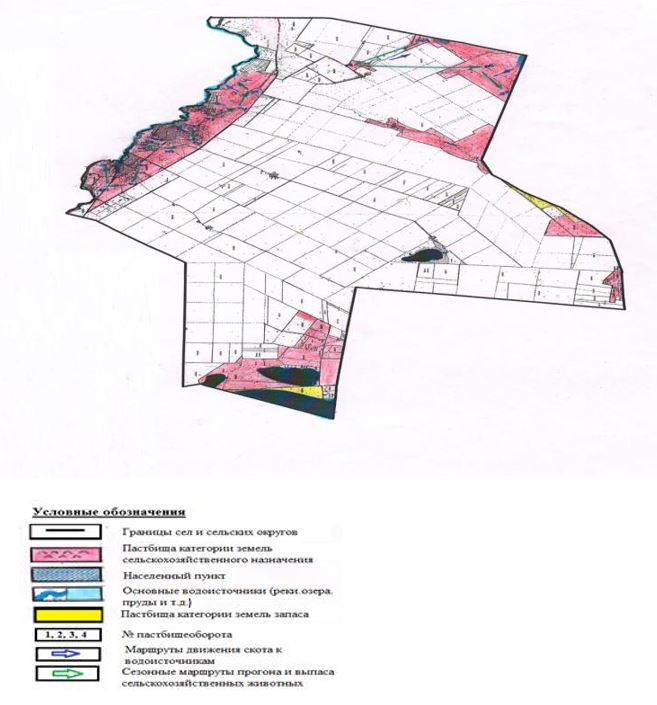 Условные обозначения
Границы сел и сельских округов
Пастбища категории земель
сельскохозяйственного назначения
Населенный пункт
Основные водоисточники (реки.озера.
пруды и т.д.)
Пастбища категории земель запаса
1, 2, 3, 4
№ пастбищеоборота
Маршруты движения скота к
водоисточникам
Сезонные маршруты прогона и выпаса
сельскохозяйственных животных